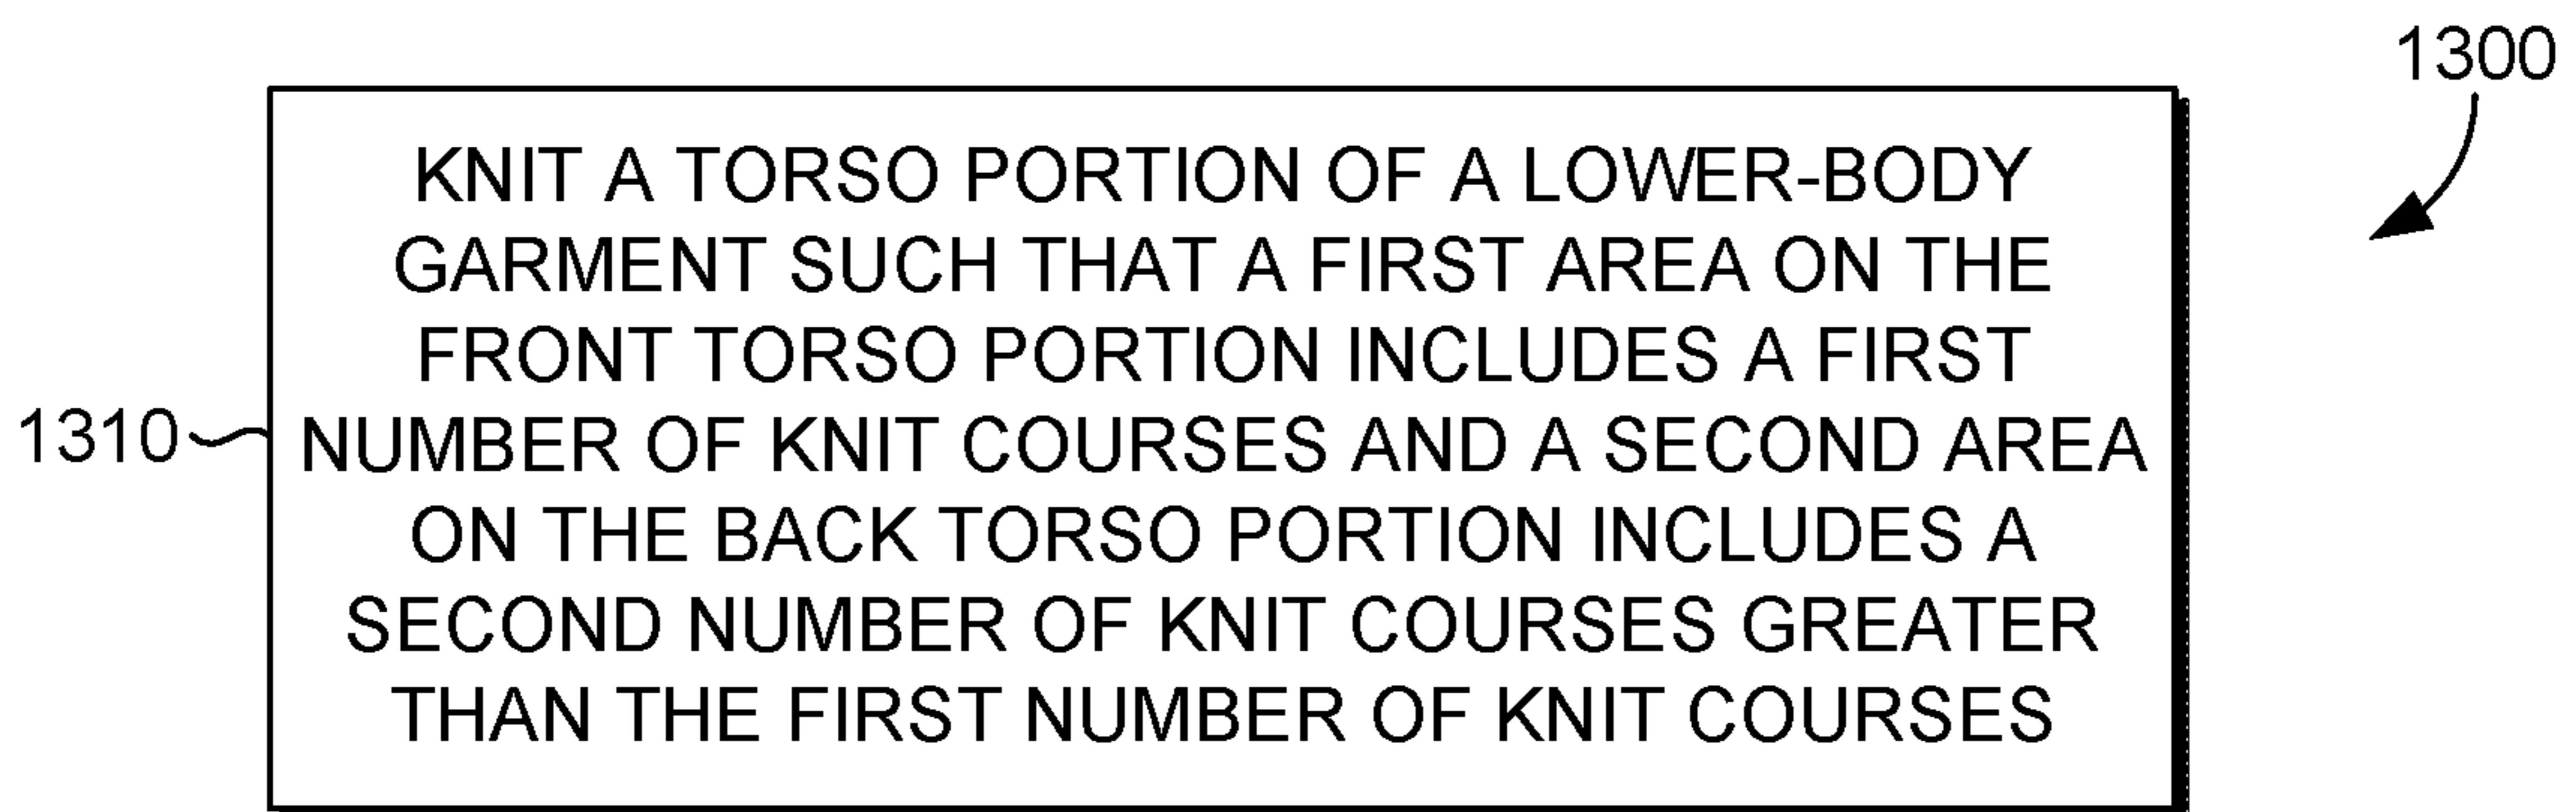 1300
KNIT A TORSO PORTION OF A LOWER-BODY
GARMENT SUCH THAT A FIRST AREA ON THE
FRONT TORSO PORTION INCLUDES A FIRST
1310
NUMBER OF KNIT COURSES AND A SECOND AREA
ON THE BACK TORSO PORTION INCLUDES A
SECOND NUMBER OF KNIT COURSES GREATER
THAN THE FIRST NUMBER OF KNIT COURSES